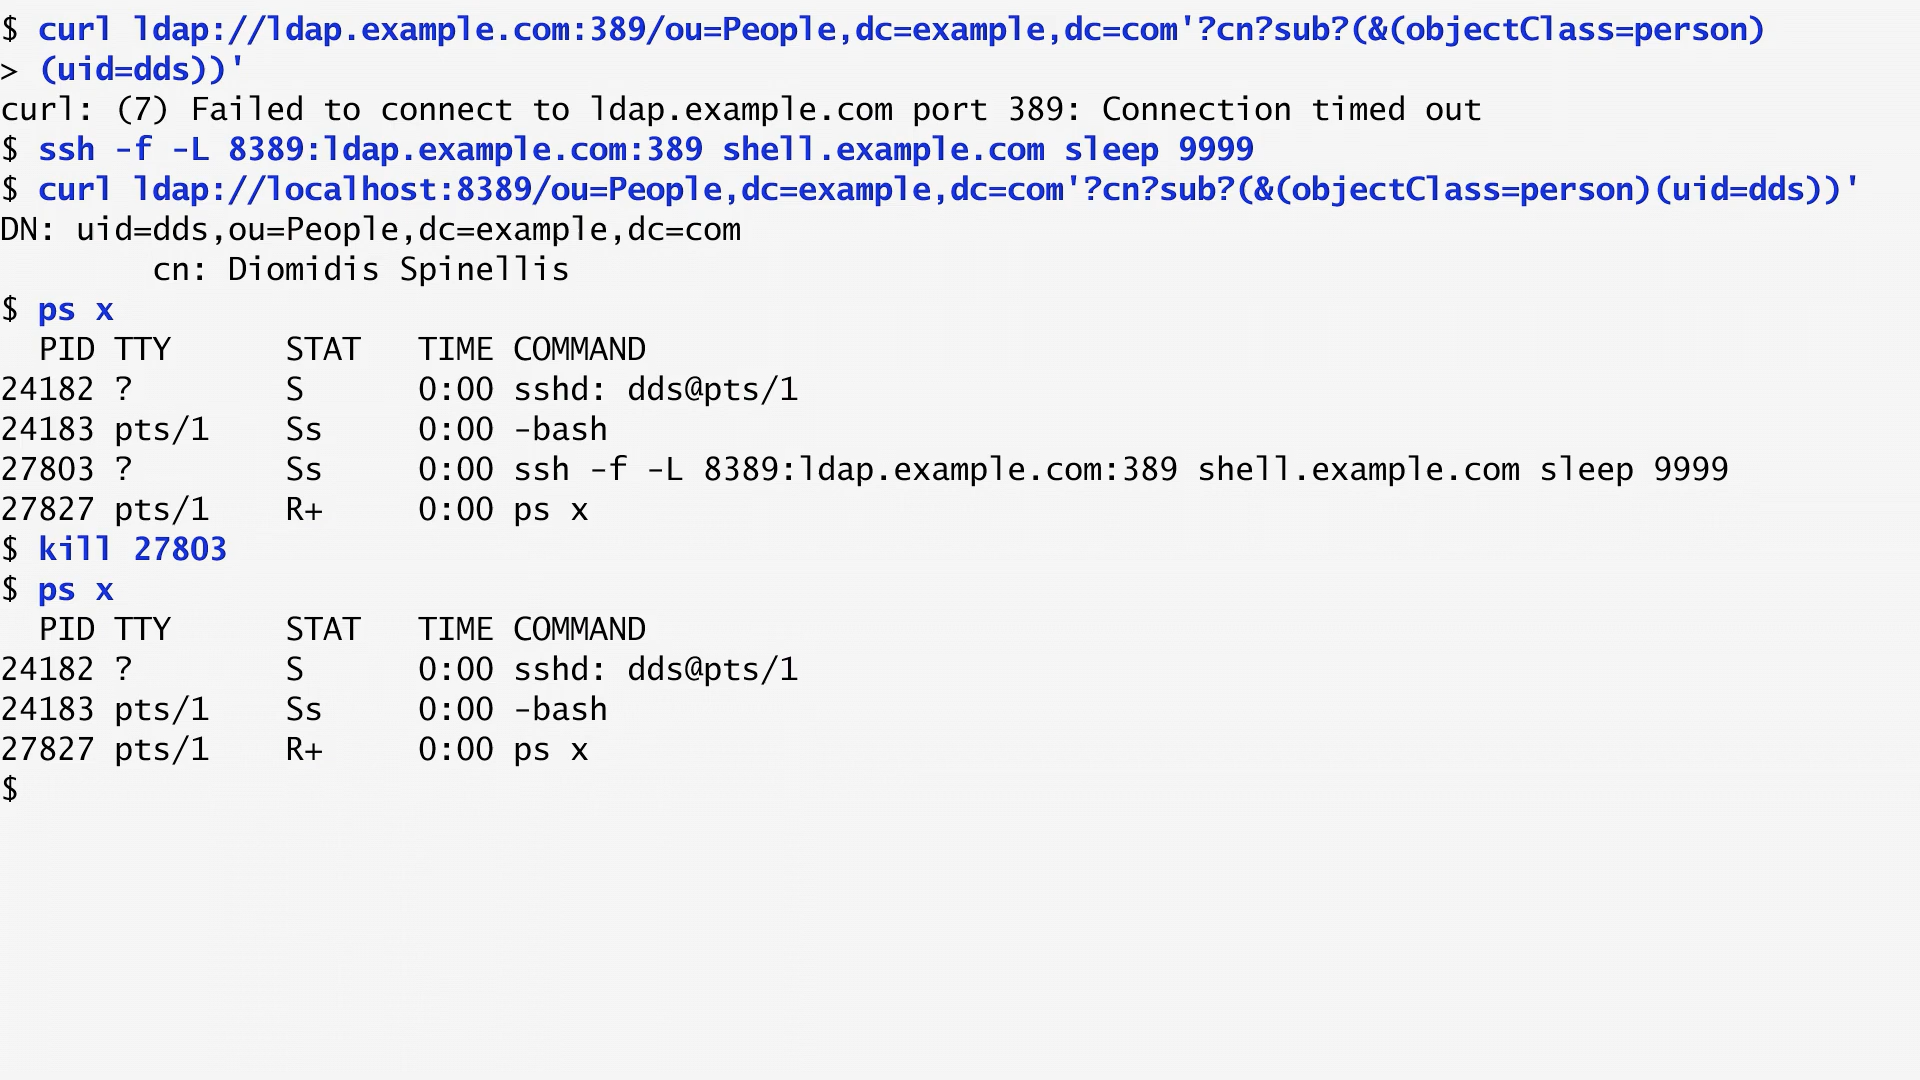 $ curl ldap://ldap.example.com:389/ou=People,dc=example,dc=com'?cn?sub?(&(objectClass=person)
> (uid=dds))'
curl: (7) Failed to connect to ldap.example.com port 389: Connection timed out
$ ssh -f -L 8389:ldap.example.com:389 shell.example.com sleep 9999
$ curl ldap://localhost:8389/ou=People,dc=example,dc=com'?cn?sub?(&(objectClass=person)(uid=dds))'
DN: uid=dds,ou=People,dc=example,dc=com
        cn: Diomidis Spinellis
$ ps x
  PID TTY      STAT   TIME COMMAND
24182 ?        S      0:00 sshd: dds@pts/1
24183 pts/1    Ss     0:00 -bash
27803 ?        Ss     0:00 ssh -f -L 8389:ldap.example.com:389 shell.example.com sleep 9999
27827 pts/1    R+     0:00 ps x
$ kill 27803
$ ps x
  PID TTY      STAT   TIME COMMAND
24182 ?        S      0:00 sshd: dds@pts/1
24183 pts/1    Ss     0:00 -bash
27827 pts/1    R+     0:00 ps x
$